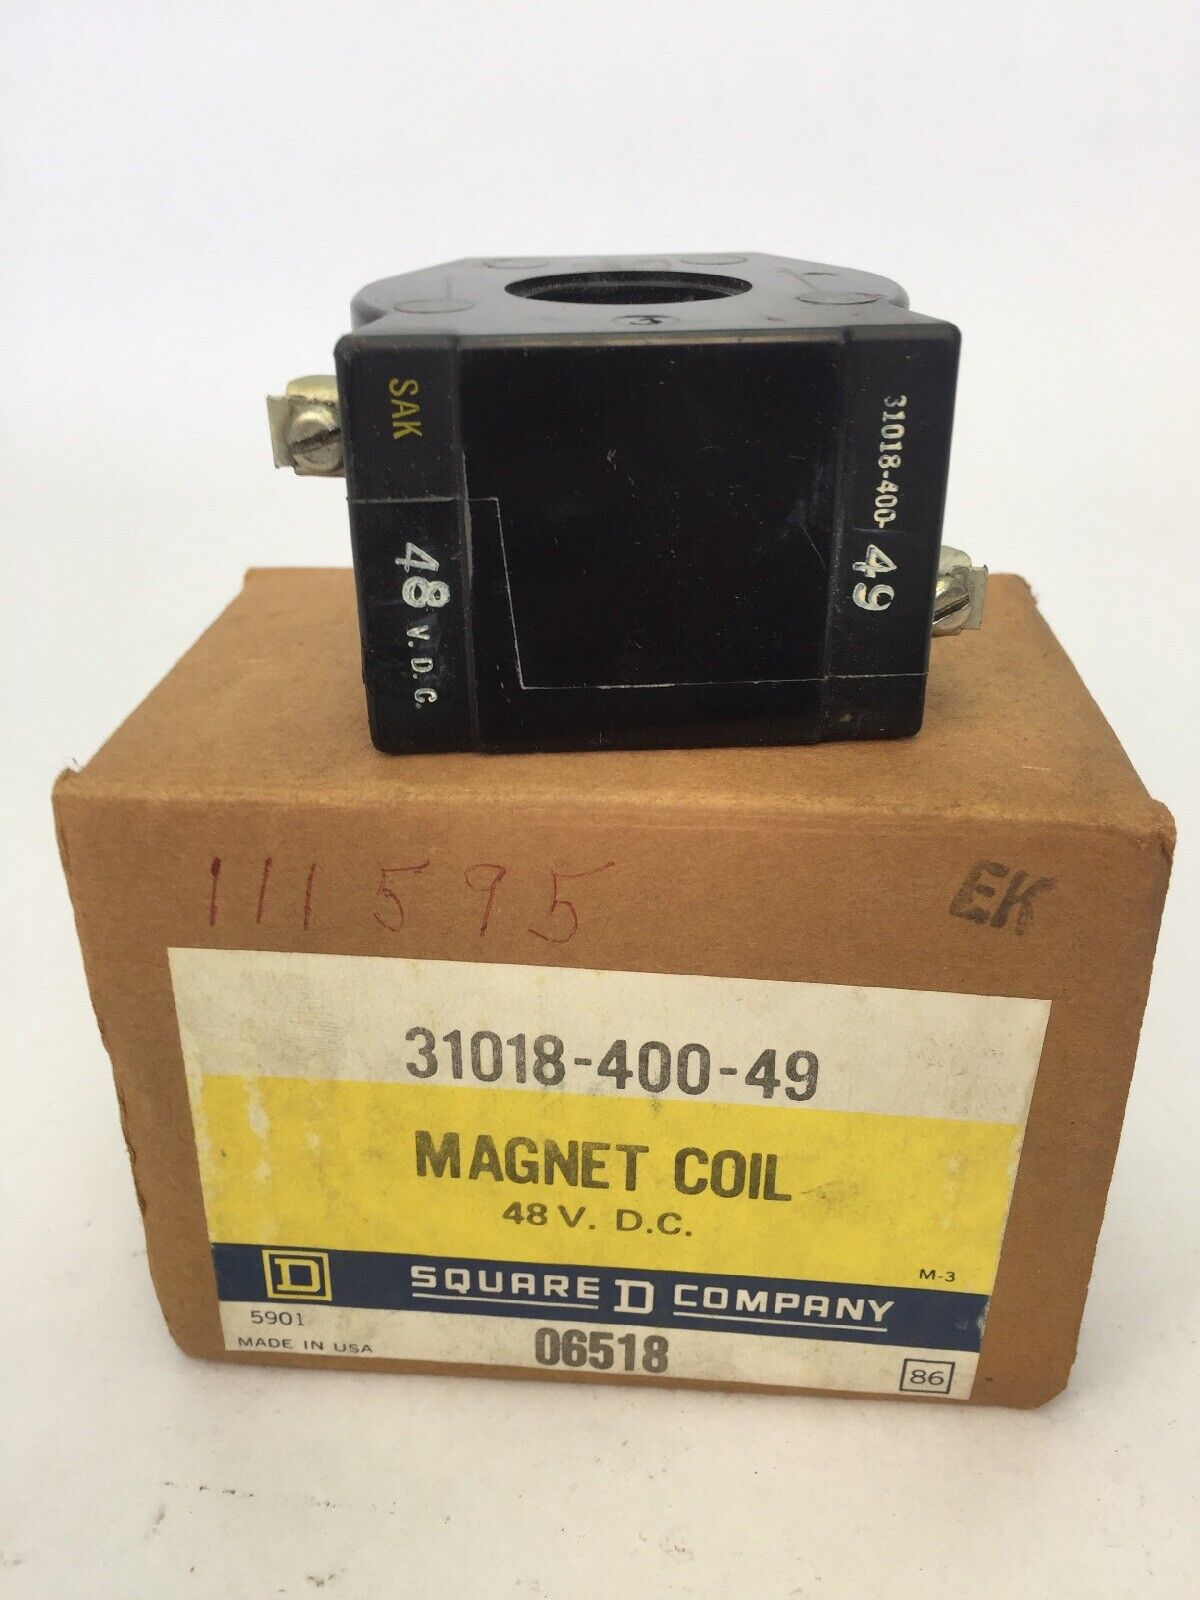 3
SAK
48 V. D.C.
31018-400-49
111595
EK
31018-400-49
MAGNET COIL
48 V. D.C.
M-3
D SQUARE D COMPANY
5901
MADE IN USA
06518
86